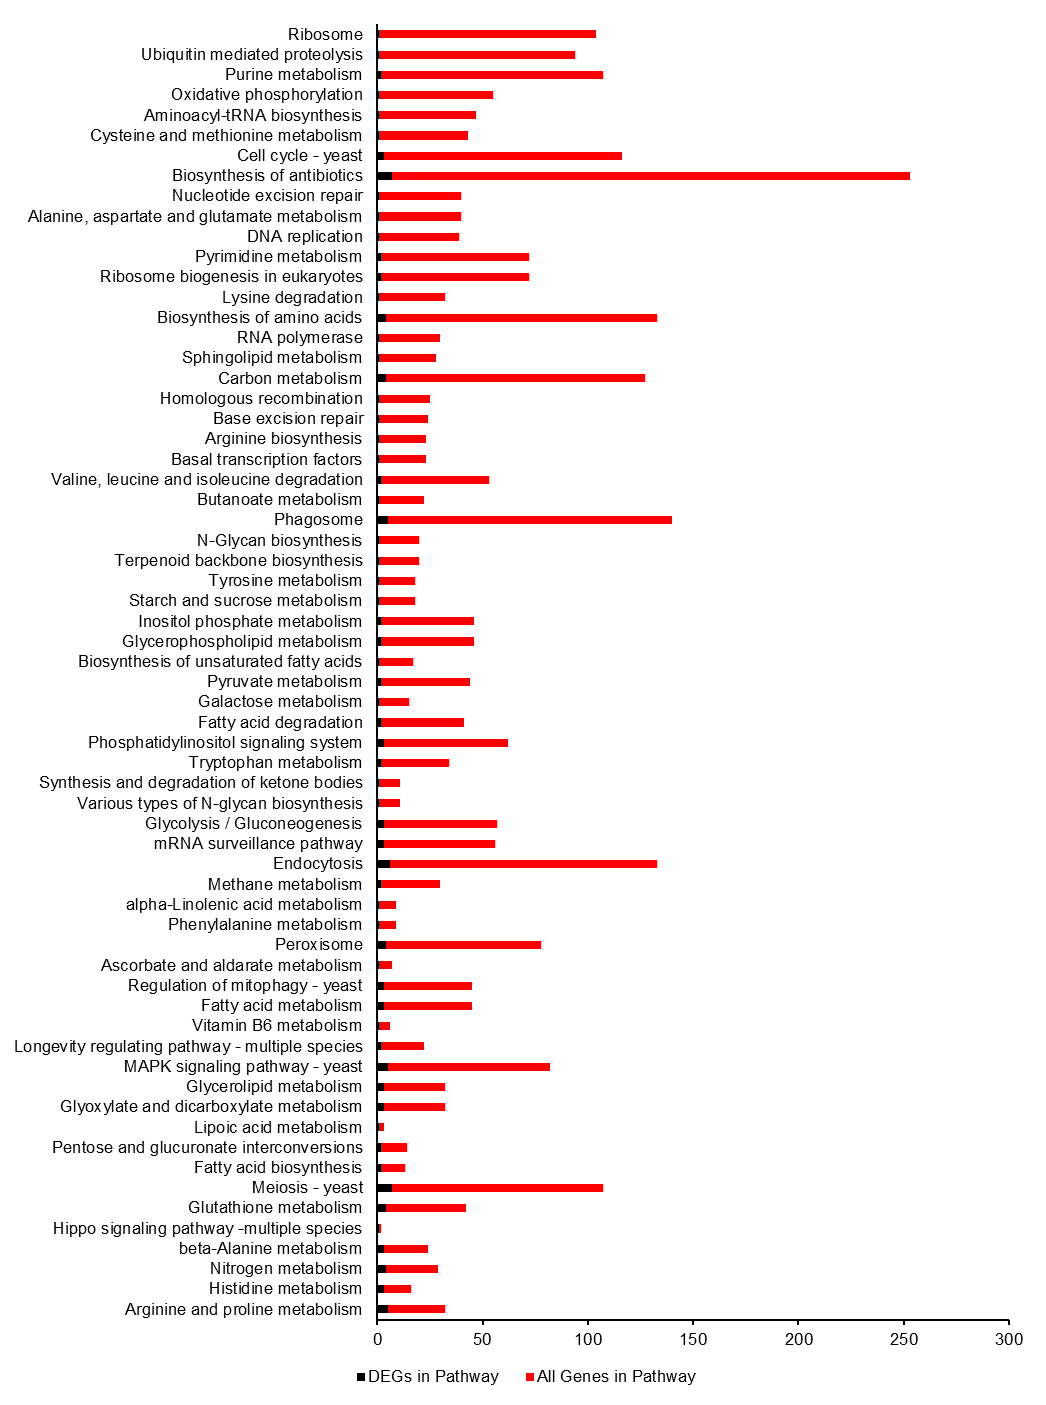 Ribosome
Ubiquitin mediated proteolysis
Purine metabolism
Oxidative phosphorylation
Aminoacyl-tRNA biosynthesis
Cysteine and methionine metabolism
Cell cycle - yeast
Biosynthesis of antibiotics
Nucleotide excision repair
Alanine, aspartate and glutamate metabolism
DNA replication
Pyrimidine metabolism
Ribosome biogenesis in eukaryotes
Lysine degradation
Biosynthesis of amino acids
RNA polymerase
Sphingolipid metabolism
Carbon metabolism
Homologous recombination
Base excision repair
Arginine biosynthesis
Basal transcription factors
Valine, leucine and isoleucine degradation
Butanoate metabolism
Phagosome
N-Glycan biosynthesis
Terpenoid backbone biosynthesis
Tyrosine metabolism
Starch and sucrose metabolism
Inositol phosphate metabolism
Glycerophospholipid metabolism
Biosynthesis of unsaturated fatty acids
Pyruvate metabolism
Galactose metabolism
Fatty acid degradation
Phosphatidylinositol signaling system
Tryptophan metabolism
Synthesis and degradation of ketone bodies
Various types of N-glycan biosynthesis
Glycolysis / Gluconeogenesis
mRNA surveillance pathway
Endocytosis
Methane metabolism
alpha-Linolenic acid metabolism
Phenylalanine metabolism
Peroxisome
Ascorbate and aldarate metabolism
Regulation of mitophagy - yeast
Fatty acid metabolism
Vitamin B6 metabolism
Longevity regulating pathway - multiple species
MAPK signaling pathway - yeast
Glycerolipid metabolism
Glyoxylate and dicarboxylate metabolism
Lipoic acid metabolism
Pentose and glucuronate interconversions
Fatty acid biosynthesis
Meiosis - yeast
Glutathione metabolism
Hippo signaling pathway -multiple species
beta-Alanine metabolism
Nitrogen metabolism
Histidine metabolism
Arginine and proline metabolism
0 50 100 150 200 250 300
DEGs in Pathway All Genes in Pathway